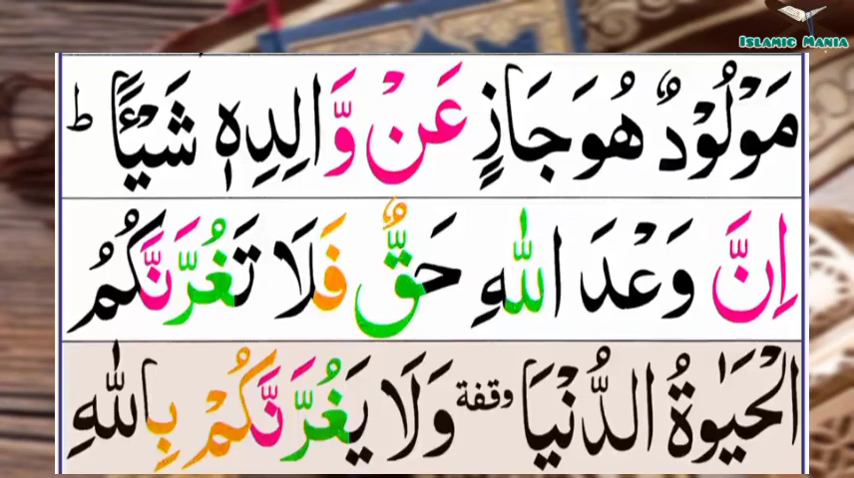 Islamic Mania
مَوْلُوْدٌ هُوَ جَازٍ عَنْ وَّالِدِهٖ شَيْـًٔا ؕ
اِنَّ وَعْدَ اللّٰهِ حَقٌّ فَلَا تَغُرَّنَّكُمُ
الْحَيٰوةُ الدُّنْيَا وقفة وَلَا يَغُرَّنَّكُمْ بِاللّٰهِ